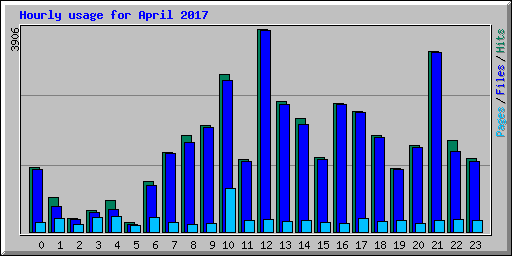 Hourly usage for April 2017
3906
Pages / Files / Hits
0 1 2 3 4 5 6 7 8 9 10 11 12 13 14 15 16 17 18 19 20 21 22 23